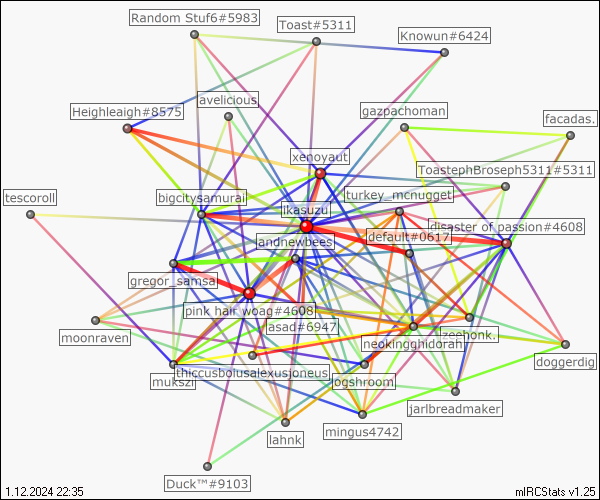 Random Stuf6#5983
Toast#5311
Knowun#6424
avelicious
Heighleaigh#8575
gazpachoman
facadas.
xenoyaut
ToastephBroseph5311#5311
tescoroll
bigcitysamurai
turkey_mcnugget
ikasuzu
disaster of passion#4608
default#0617
landnewbees
gregor_samsa
pink hair woag#4608
asad#6947
zeehonk.
neokingghidorah
moonraven
doggerdig
mukszi
thiccusbolusalexusjoneus
ogshroom
jarlbreadmaker
lahnk
mingus4742
Duck™#9103
1.12.2024 22:35
mIRCStats v1.25